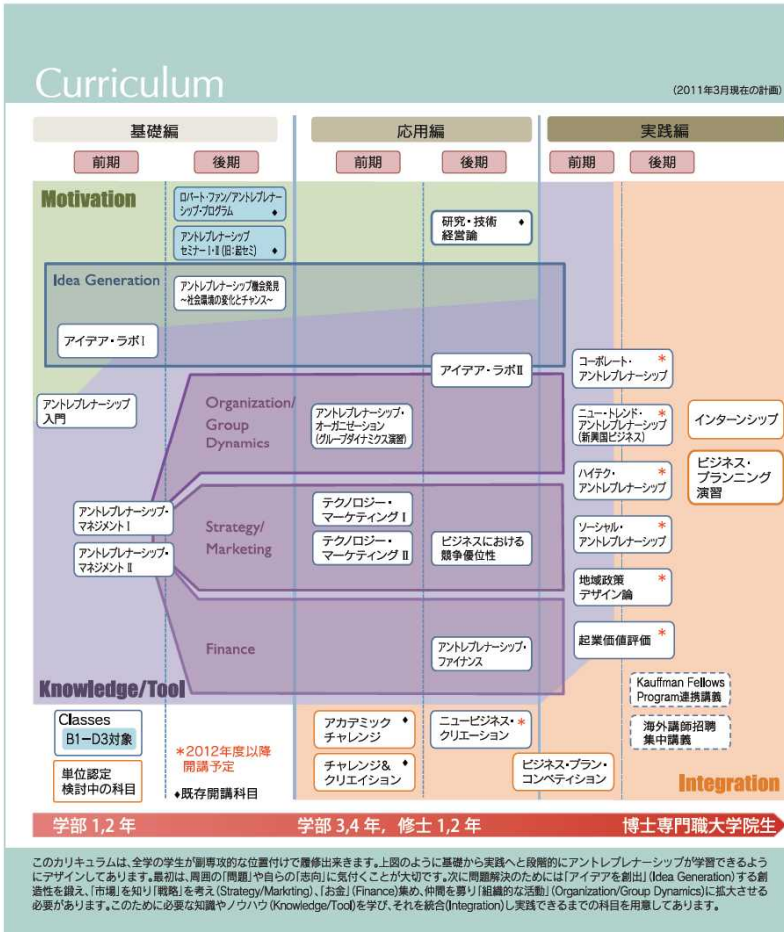 Curriculum
(2011年3月現在の計画)
基礎編
応用編
実践編
前期
後期
前期
後期
前期
後期
Motivation
ロバート・ファン/アントレプレナー
シップ・プログラム ♦
アントレプレナーシップ
セミナーⅠ・Ⅱ (旧:起セミ) ♦
研究・技術 ♦
経営論
Idea Generation
アントレプレナーシップ機会発見
~社会環境の変化とチャンス~
アイデア・ラボⅠ
アイデア・ラボⅡ
コーポレート・ *
アントレプレナーシップ
アントレプレナーシップ
入門
Organization/
Group
Dynamics
アントレプレナーシップ・
オーガニゼーション
(グループダイナミクス演習)
ニュー・トレンド・ *
アントレプレナーシップ
(新興国ビジネス)
インターンシップ
ハイテク・ *
アントレプレナーシップ
ビジネス・
プランニング
演習
アントレプレナーシップ・
マネジメントⅠ
アントレプレナーシップ・
マネジメントⅡ
Strategy/
Marketing
テクノロジー・
マーケティングⅠ
テクノロジー・
マーケティングⅡ
ビジネスにおける
競争優位性
ソーシャル・ *
アントレプレナーシップ
地域政策 *
デザイン論
Finance
アントレプレナーシップ・
ファイナンス
起業価値評価 *
Knowledge/Tool
Kauffman Fellows
Program連携講義
海外講師招聘
集中講義
Classes
B1-D3対象
単位認定
検討中の科目
*2012年度以降
開講予定
♦既存開講科目
アカデミック ♦
チャレンジ
チャレンジ& ♦
クリエイション
ニュービジネス・ *
クリエーション
ビジネス・プラン・
コンペティション
Integration
学部 1,2 年
学部 3,4 年, 修士 1,2 年
博士専門職大学院生
このカリキュラムは、全学の学生が副専攻的な位置付けで履修出来きます。上図のように基礎から実践へと段階的にアントレプレナーシップが学習できるよう
にデザインしてあります。最初は、周囲の「問題」や自らの「志向」に気付くことが大切です。次に問題解決のためには「アイデアを創出」(Idea Generation)する創
造性を鍛え、「市場」を知り「戦略」を考え(Strategy/Markrting)、「お金」(Finance)集め、仲間を募り「組織的な活動」(Organization/Group Dynamics)に拡大させる
必要があります。このために必要な知識やノウハウ(Knowledge/Tool)を学び、それを統合(Integration)し実践できるまでの科目を用意してあります。